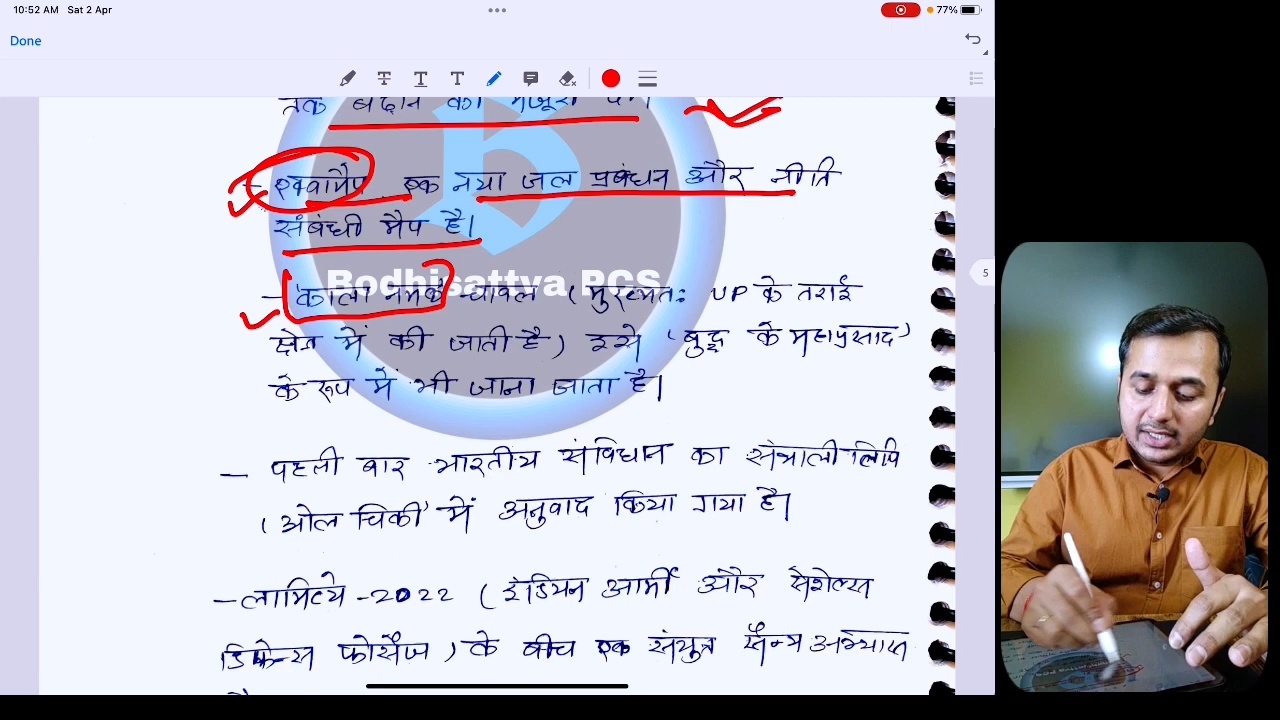 10:52 AM Sat 2 Apr
77%
Done
तक बढ़ाने को मंजूरी दी।
- एक्वामैप एक नया जल प्रबंधन और नीति
संबंधी मैप है।
Bodhisattva PCS
- 'काला नमक' चावल (मुख्यतः UP के तराई
क्षेत्र में की जाती है) इसे 'बुद्ध के महाप्रसाद'
के रूप में भी जाना जाता है।
5
- पहली बार भारतीय संविधान का संथाली लिपि
'ओल चिकी' में अनुवाद किया गया है।
- लामिटिये -2022 (इंडियन आर्मी और सेशेल्स
डिफेन्स फोर्सेज) के बीच एक संयुक्त सैन्य अभ्यास